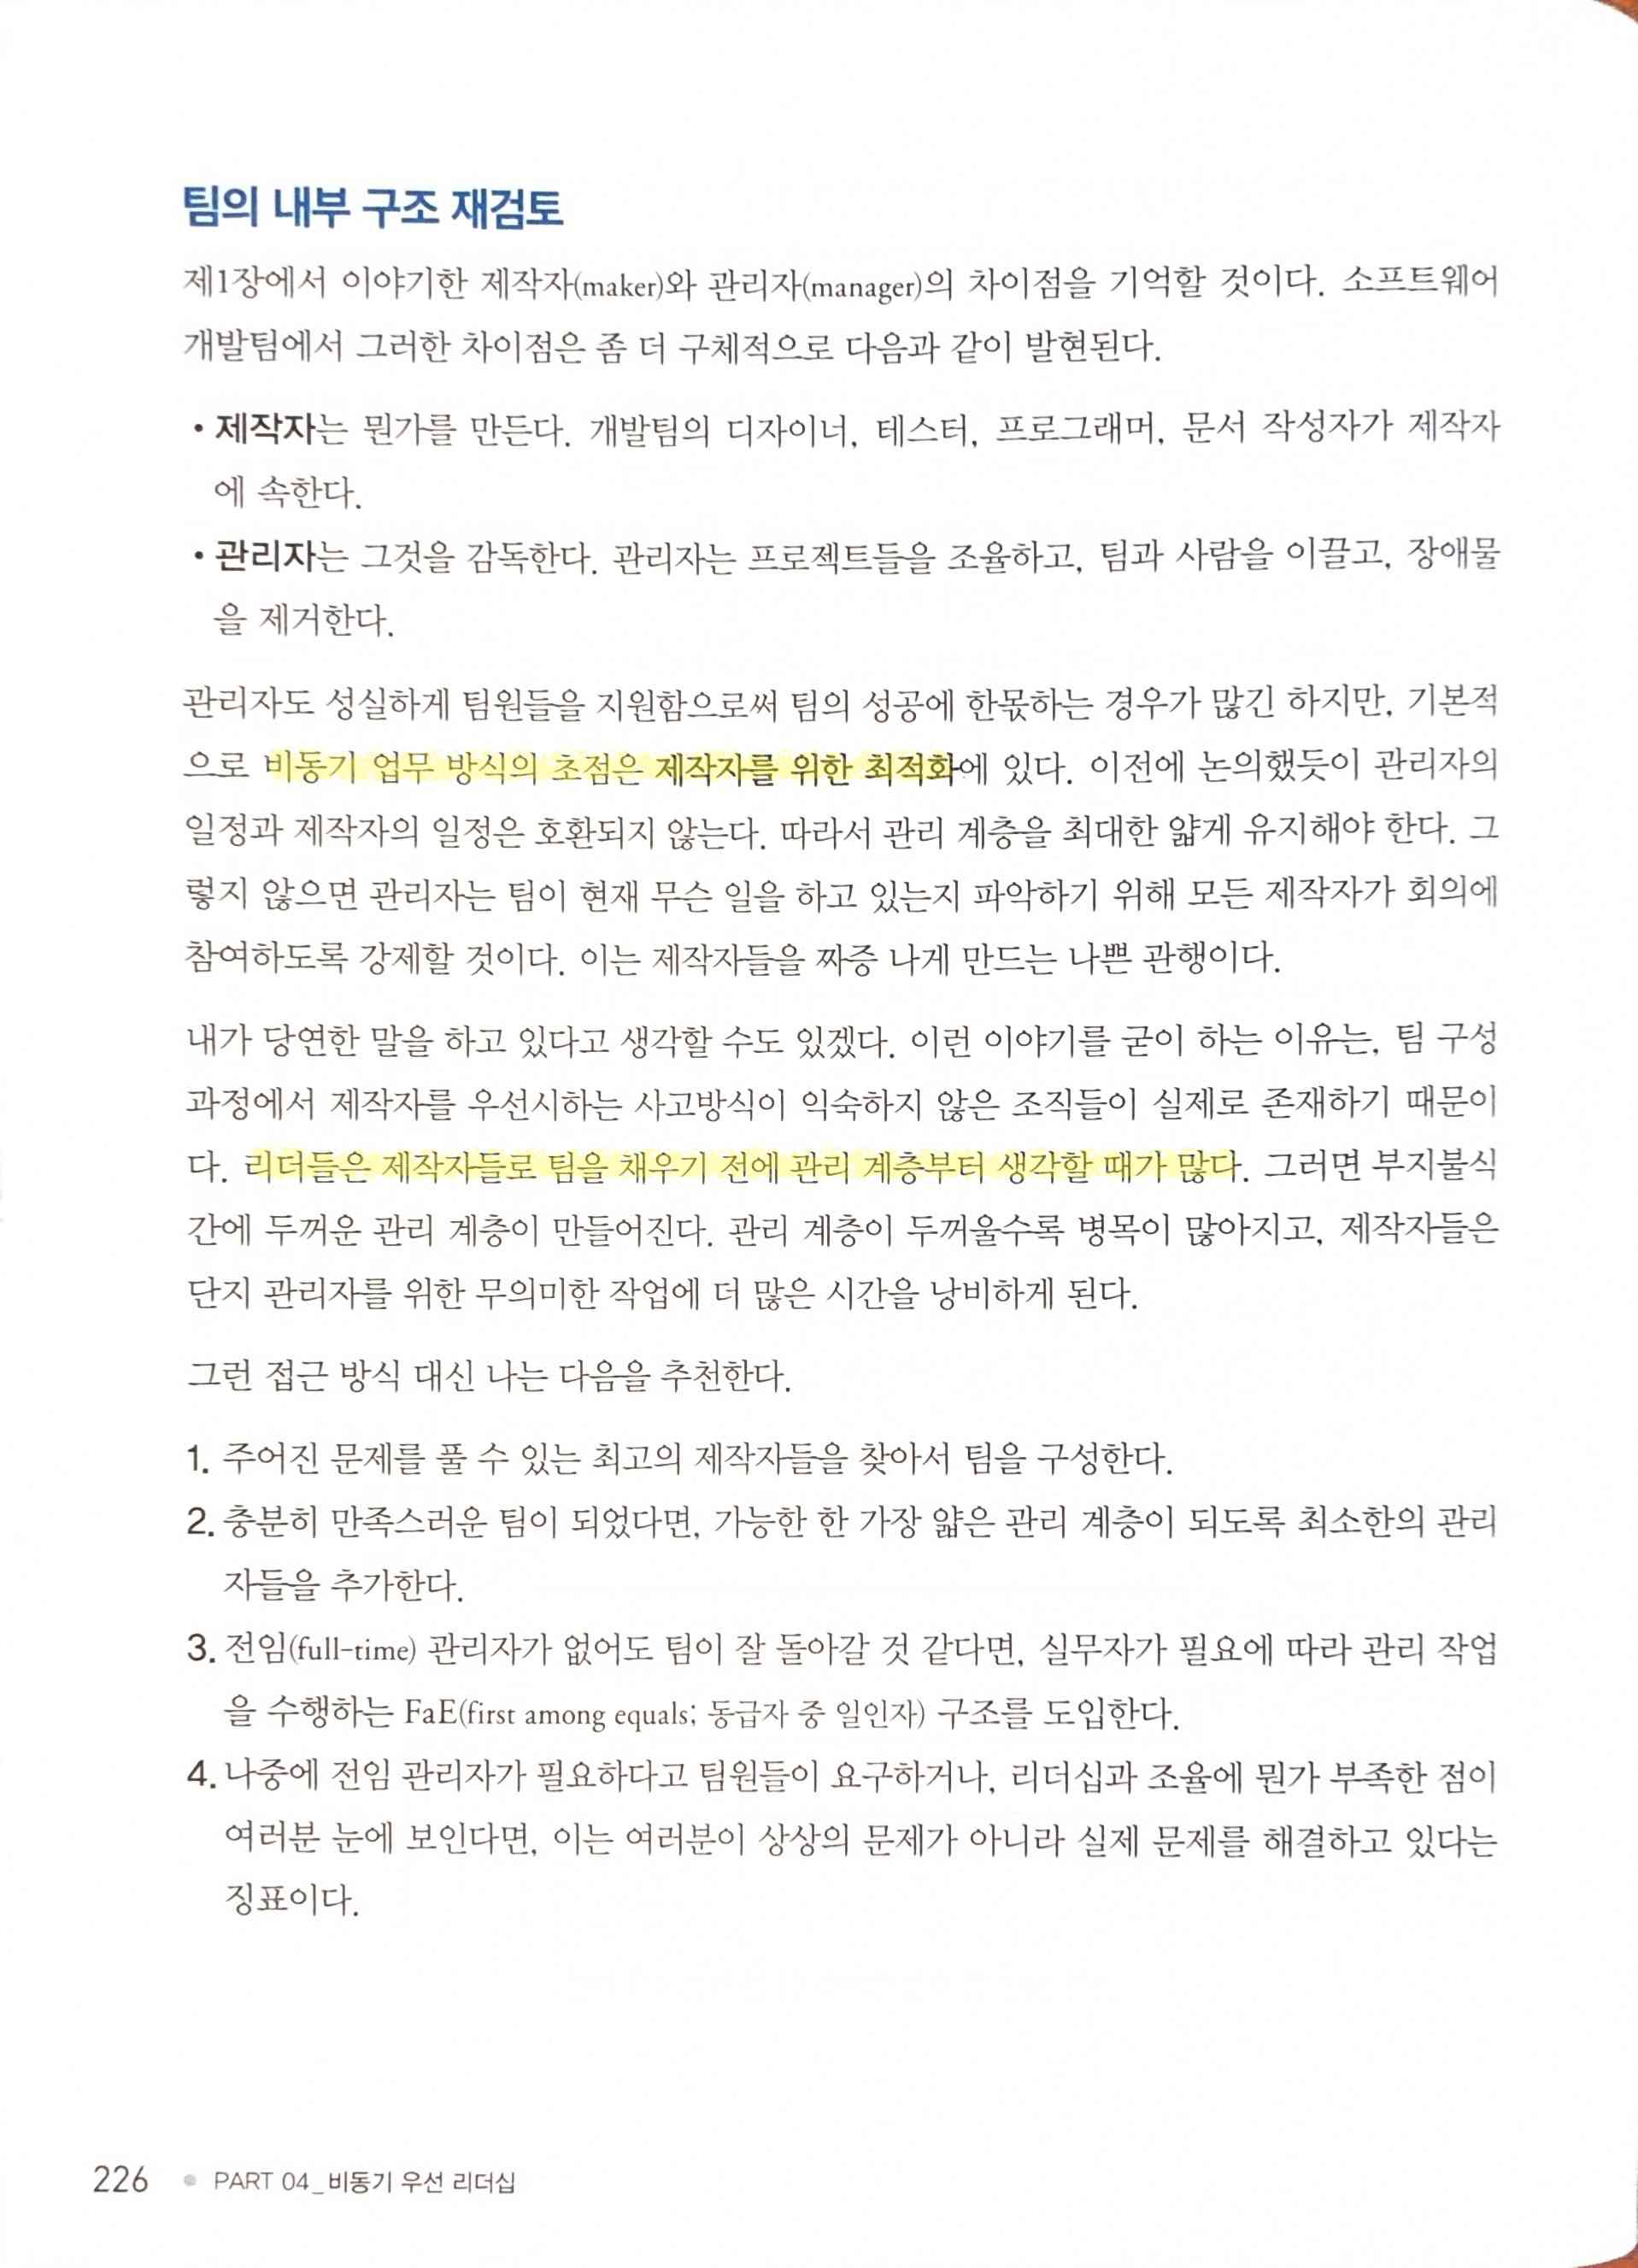 팀의 내부 구조 재검토
제1장에서 이야기한 제작자(maker)와 관리자(manager)의 차이점을 기억할 것이다. 소프트웨어
개발팀에서 그러한 차이점은 좀 더 구체적으로 다음과 같이 발현된다.
• 제작자는 뭔가를 만든다. 개발팀의 디자이너, 테스터, 프로그래머, 문서 작성자가 제작자
에 속한다.
• 관리자는 그것을 감독한다. 관리자는 프로젝트들을 조율하고, 팀과 사람을 이끌고, 장애물
을 제거한다.
관리자도 성실하게 팀원들을 지원함으로써 팀의 성공에 한몫하는 경우가 많긴 하지만, 기본적
으로 비동기 업무 방식의 초점은 제작자를 위한 최적화에 있다. 이전에 논의했듯이 관리자의
일정과 제작자의 일정은 호환되지 않는다. 따라서 관리 계층을 최대한 얇게 유지해야 한다. 그
렇지 않으면 관리자는 팀이 현재 무슨 일을 하고 있는지 파악하기 위해 모든 제작자가 회의에
참여하도록 강제할 것이다. 이는 제작자들을 짜증 나게 만드는 나쁜 관행이다.
내가 당연한 말을 하고 있다고 생각할 수도 있겠다. 이런 이야기를 굳이 하는 이유는, 팀 구성
과정에서 제작자를 우선시하는 사고방식이 익숙하지 않은 조직들이 실제로 존재하기 때문이
다. 리더들은 제작자들로 팀을 채우기 전에 관리 계층부터 생각할 때가 많다. 그러면 부지불식
간에 두꺼운 관리 계층이 만들어진다. 관리 계층이 두꺼울수록 병목이 많아지고, 제작자들은
단지 관리자를 위한 무의미한 작업에 더 많은 시간을 낭비하게 된다.
그런 접근 방식 대신 나는 다음을 추천한다.
1. 주어진 문제를 풀 수 있는 최고의 제작자들을 찾아서 팀을 구성한다.
2. 충분히 만족스러운 팀이 되었다면, 가능한 한 가장 얇은 관리 계층이 되도록 최소한의 관리
자들을 추가한다.
3. 전임(full-time) 관리자가 없어도 팀이 잘 돌아갈 것 같다면, 실무자가 필요에 따라 관리 작업
을 수행하는 FaE(first among equals; 동급자 중 일인자) 구조를 도입한다.
4. 나중에 전임 관리자가 필요하다고 팀원들이 요구하거나, 리더십과 조율에 뭔가 부족한 점이
여러분 눈에 보인다면, 이는 여러분이 상상의 문제가 아니라 실제 문제를 해결하고 있다는
징표이다.
226 • PART 04_비동기 우선 리더십